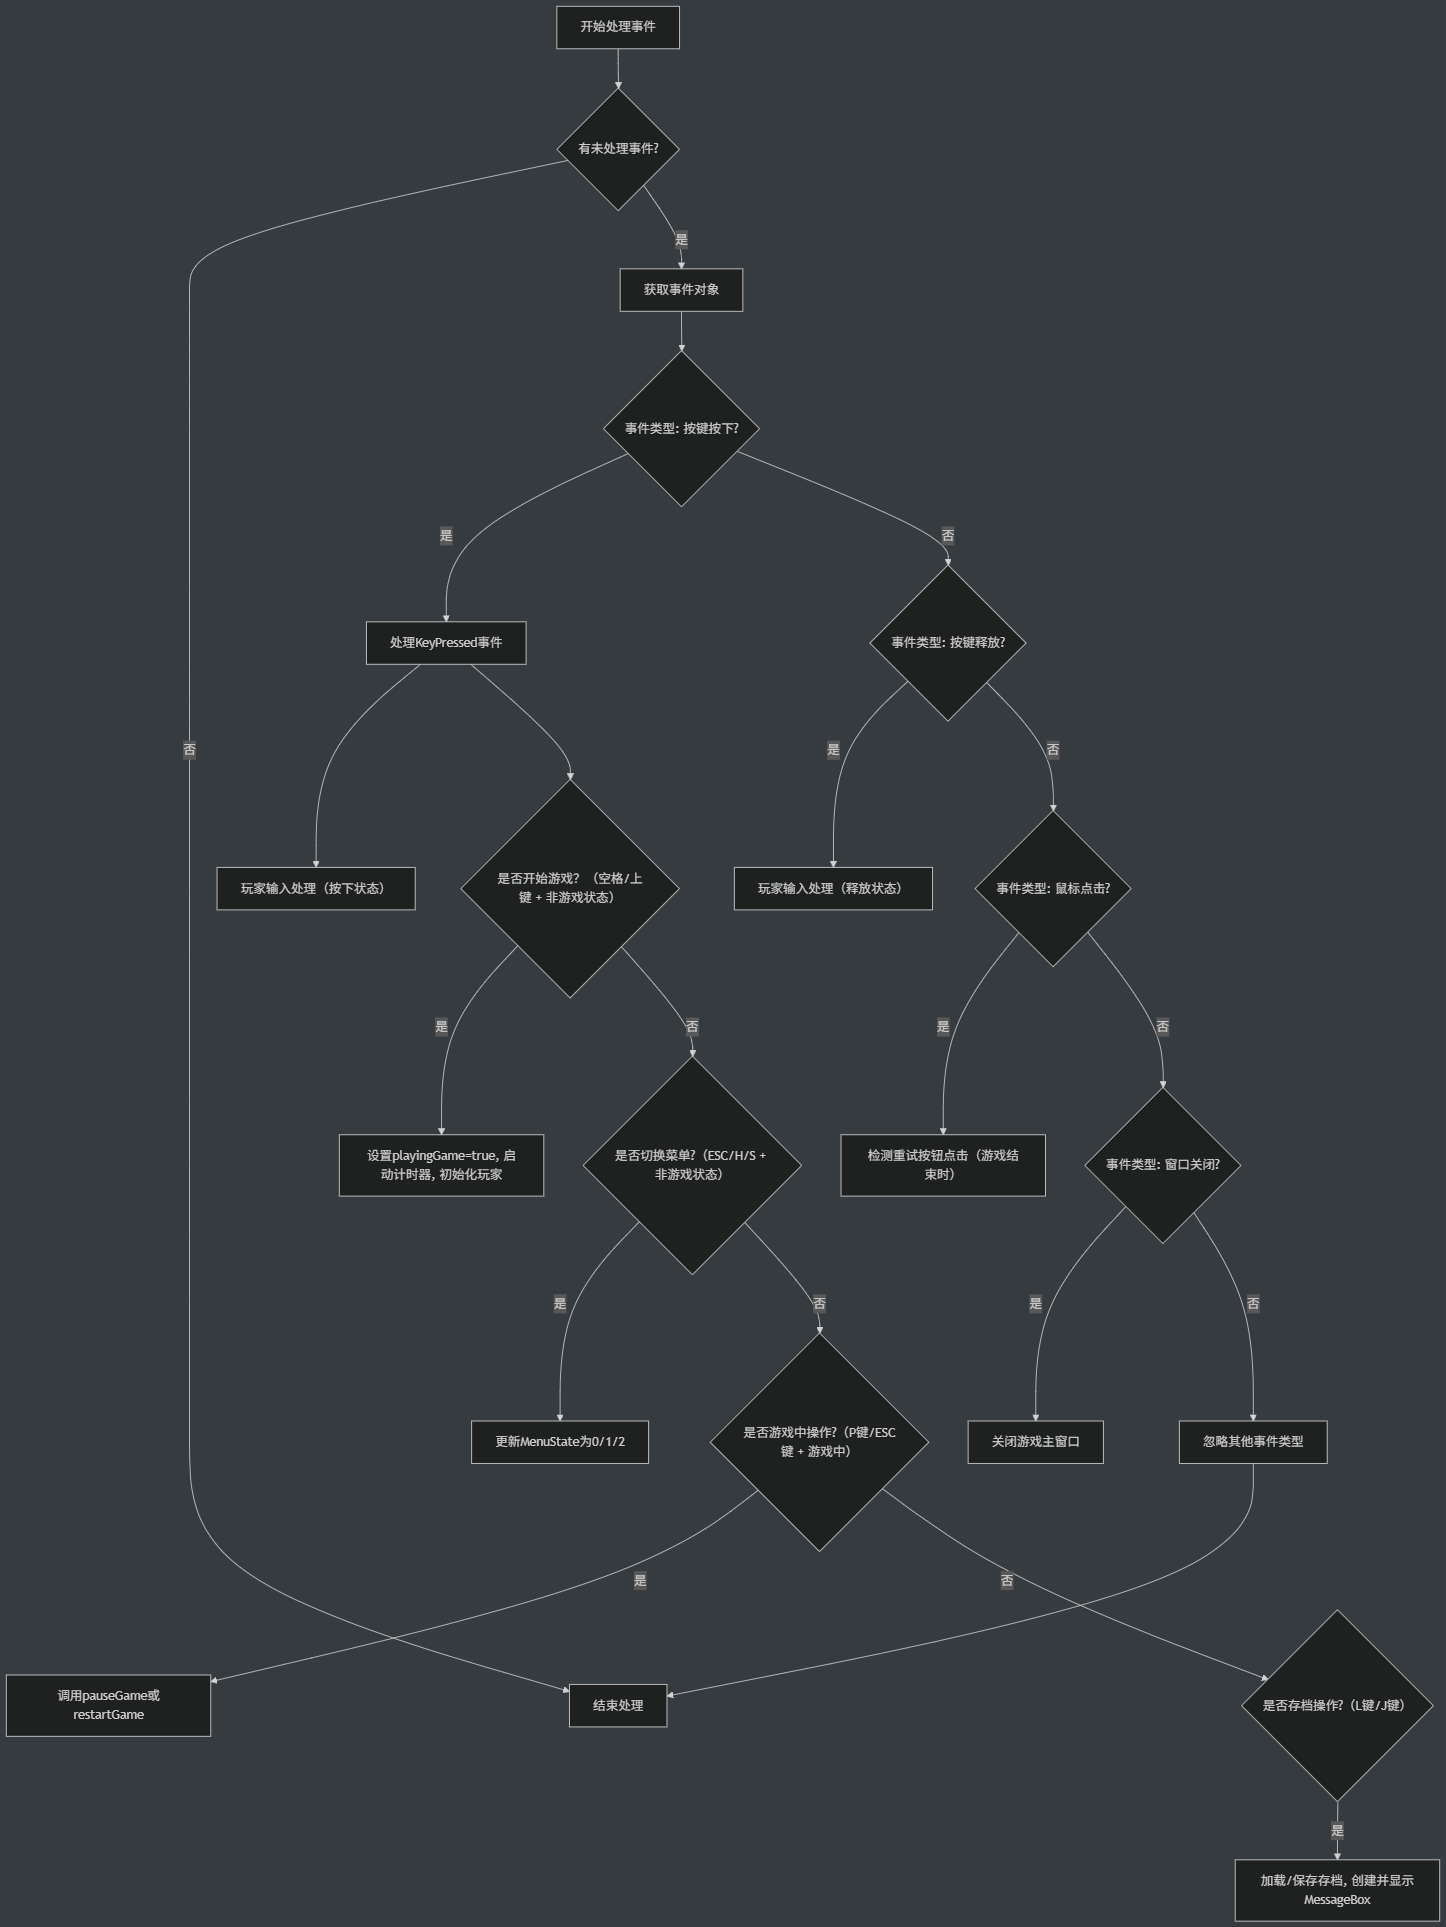 开始处理事件
有未处理事件?
是
获取事件对象
事件类型: 按键按下?
是
否
处理KeyPressed事件
事件类型: 按键释放?
否
是
否
玩家输入处理（按下状态）
是否开始游戏? （空格/上
键 + 非游戏状态）
玩家输入处理（释放状态）
事件类型: 鼠标点击?
是
否
是
否
设置playingGame=true, 启
动计时器, 初始化玩家
是否切换菜单?（ESC/H/S +
非游戏状态）
检测重试按钮点击（游戏结
束时）
事件类型: 窗口关闭?
是
否
是
否
更新MenuState为0/1/2
是否游戏中操作?（P键/ESC
键 + 游戏中）
关闭游戏主窗口
忽略其他事件类型
是
否
调用pauseGame或
restartGame
结束处理
是否存档操作?（L键/J键）
是
加载/保存存档, 创建并显示
MessageBox